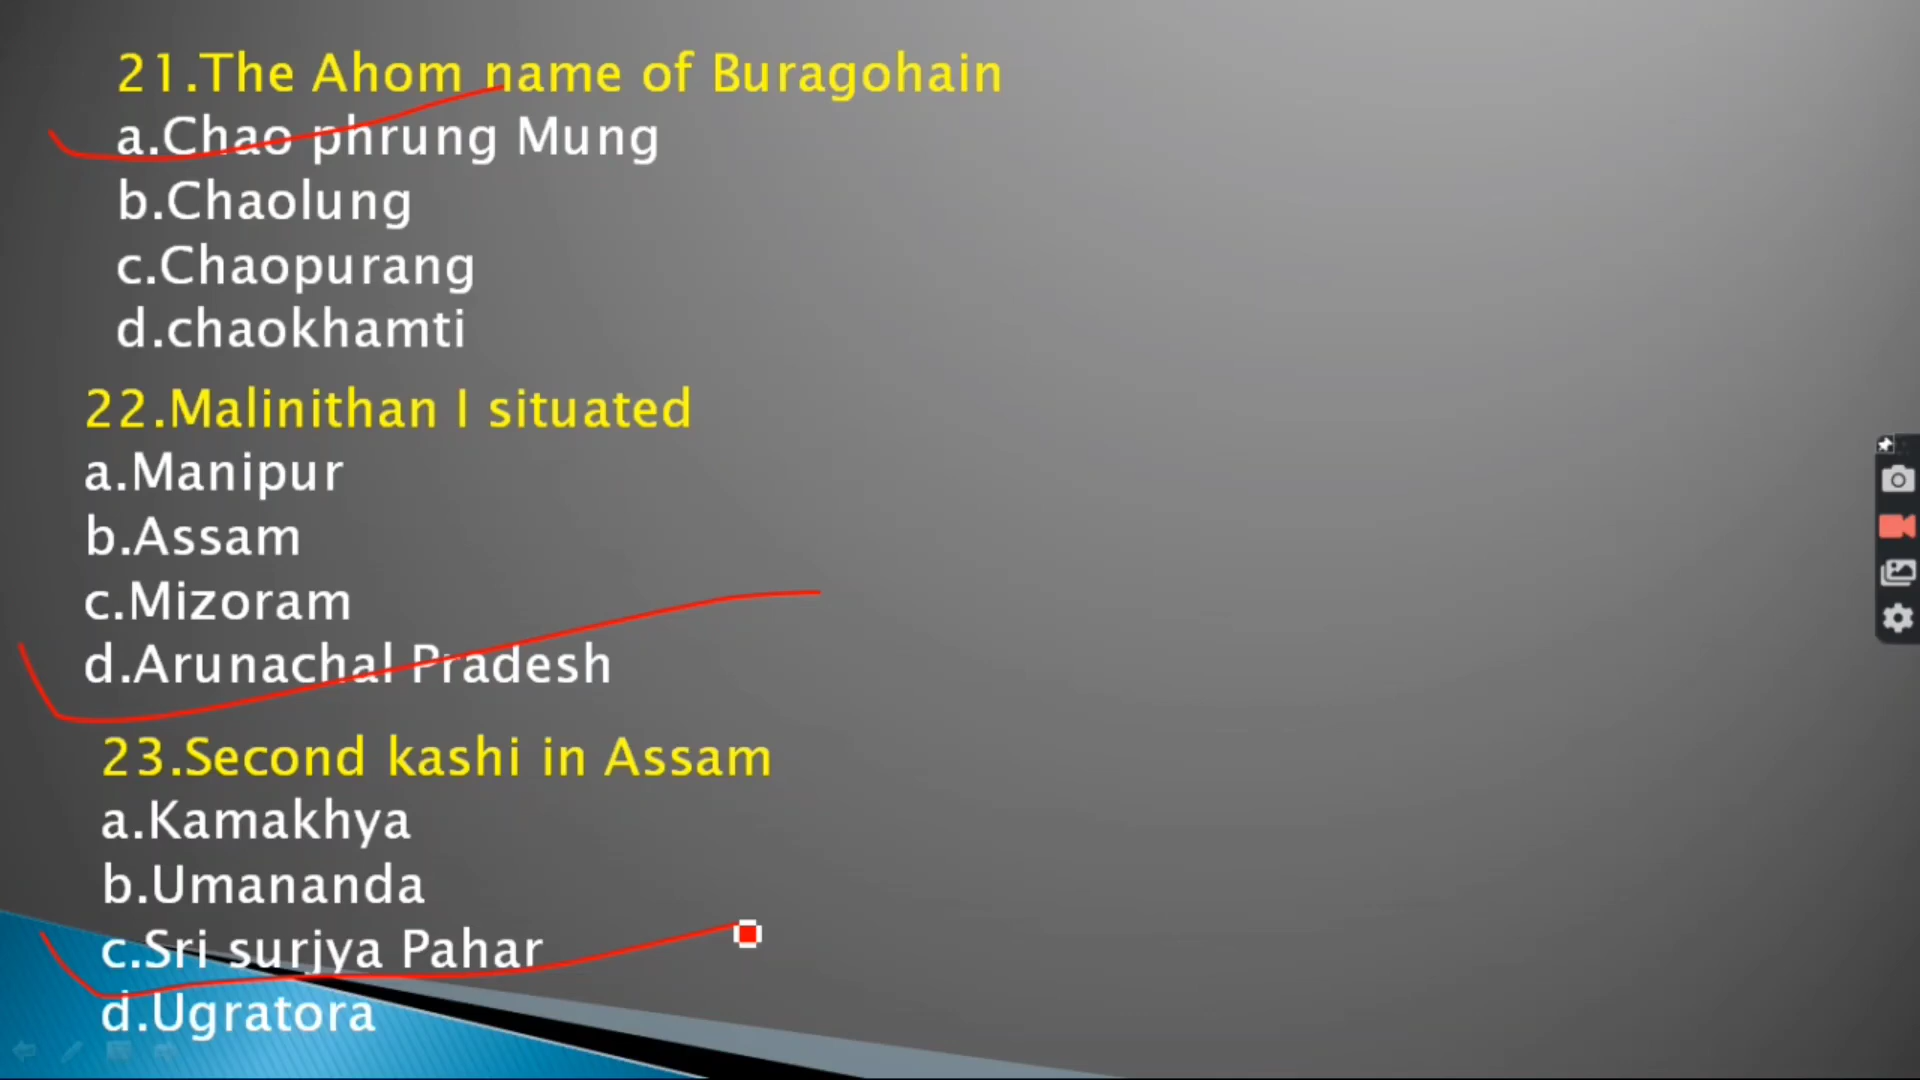 21.The Ahom name of Buragohain
a.Chao phrung Mung
b.Chaolung
c.Chaopurang
d.chaokhamti
22.Malinithan I situated
a.Manipur
b.Assam
c.Mizoram
d.Arunachal Pradesh
23.Second kashi in Assam
a.Kamakhya
b.Umananda
c.Sri surjya Pahar
d.Ugratora